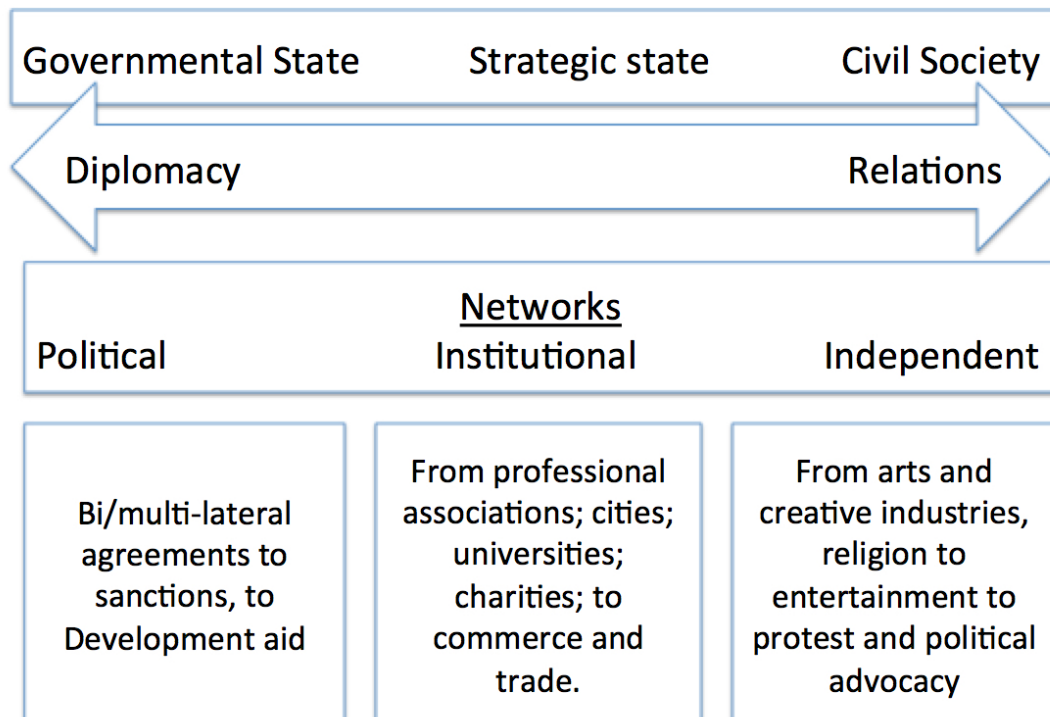 Governmental State Strategic state Civil Society
Diplomacy Relations
Networks
Political Institutional Independent
Bi/multi-lateral
agreements to
sanctions, to
Development aid
From professional
associations; cities;
universities;
charities; to
commerce and
trade.
From arts and
creative industries,
religion to
entertainment to
protest and political
advocacy